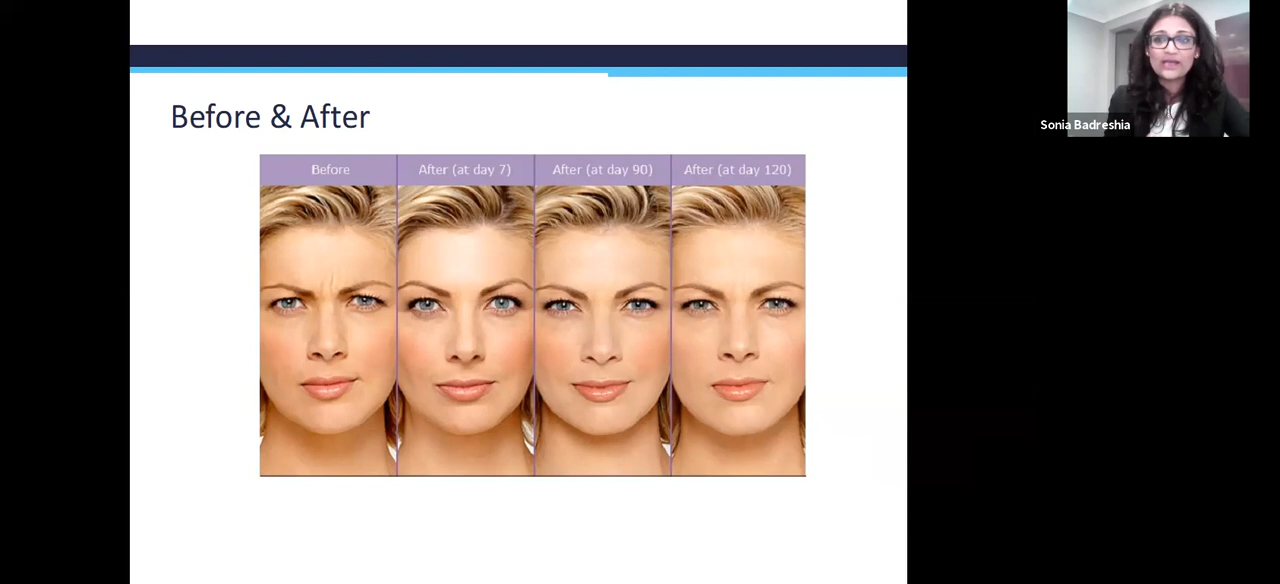 Before & After
Before
After (at day 7)
After (at day 90)
After (at day 120)
Sonia Badreshia